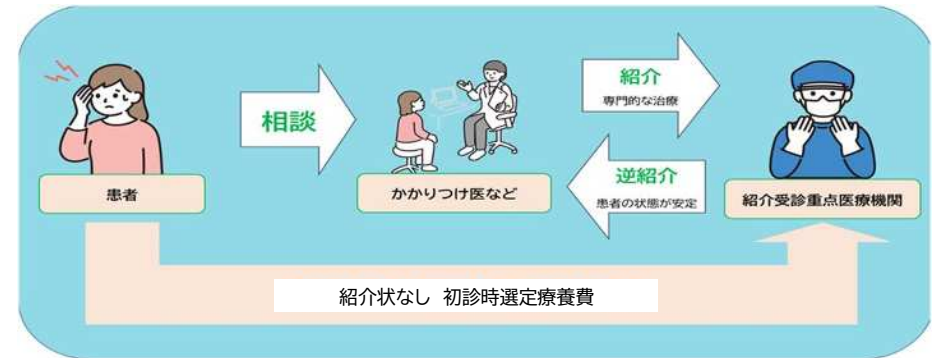 相談
紹介
専門的な治療
逆紹介
患者の状態が安定
患者
かかりつけ医など
紹介受診重点医療機関
紹介状なし 初診時選定療養費